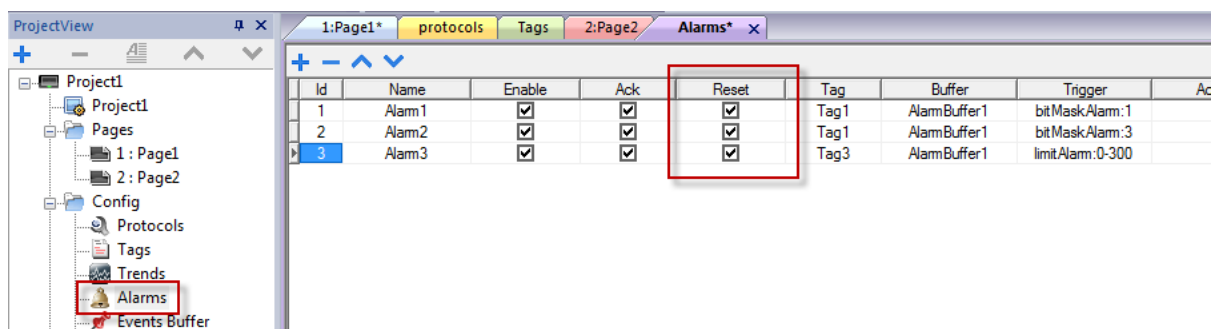 ProjectView
1:Page1* protocols Tags 2:Page2 Alarms* x
Project1
Project1
Pages
1 : Page1
2 : Page2
Config
Protocols
Tags
Trends
Alarms
Events Buffer
Id Name Enable Ack Reset Tag Buffer Trigger
1 Alarm1 Tag1 AlarmBuffer1 bitMaskAlarm:1
2 Alarm2 Tag1 AlarmBuffer1 bitMaskAlarm:3
3 Alarm3 Tag3 AlarmBuffer1 limitAlarm:0-300